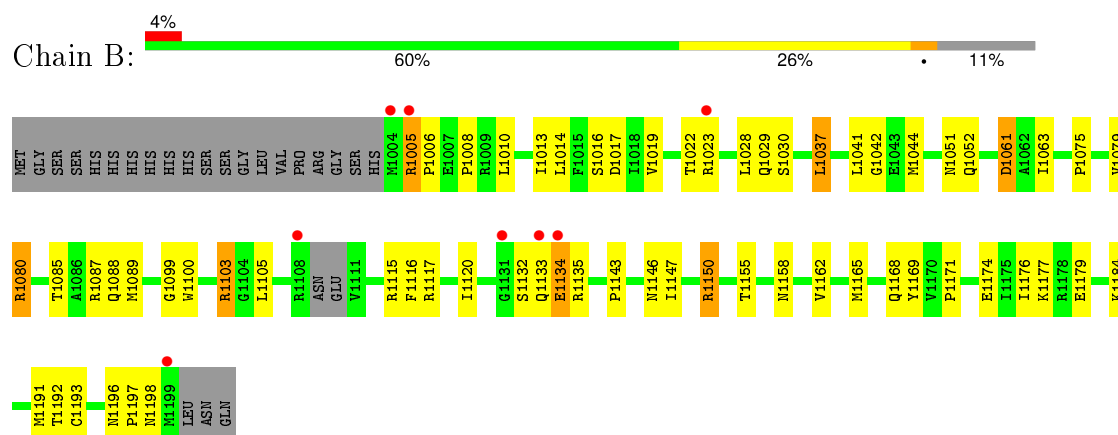 4%
Chain B:
60% 26% • 11%
MET GLY SER SER HIS HIS HIS HIS HIS HIS SER SER GLY LEU VAL PRO ARG GLY SER HIS M1004 R1005 P1006 E1007 P1008 R1009 L1010 I1013 L1014 F1015 S1016 D1017 I1018 V1019 T1022 R1023 L1028 Q1029 S1030 L1037 L1041 G1042 E1043 M1044 N1051 Q1052 D1061 A1062 I1063 P1075 V1079
R1080 T1085 A1086 R1087 Q1088 M1089 G1099 W1100 R1103 G1104 L1105 R1108 ASN GLU V1111 R1115 F1116 R1117 I1120 G1131 S1132 Q1133 E1134 R1135 P1143 N1146 I1147 R1150 T1155 N1158 V1162 M1165 Q1168 Y1169 V1170 P1171 E1174 I1175 I1176 K1177 R1178 E1179 K1184
M1191 T1192 C1193 N1196 P1197 N1198 M1199 LEU ASN GLN